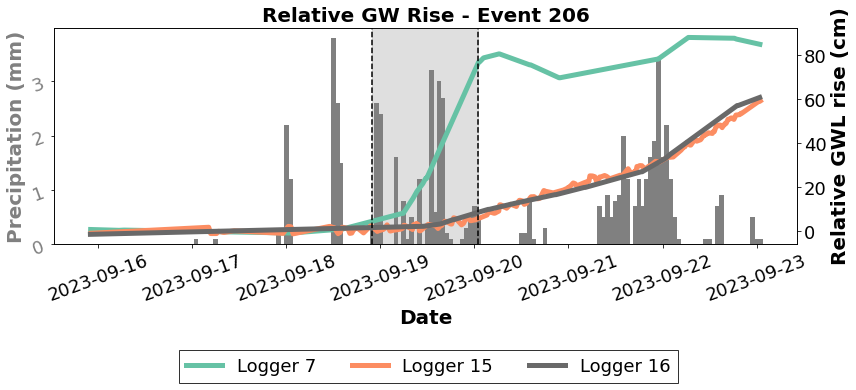 Relative GW Rise - Event 206
Precipitation (mm)
3
2
1
0
80
60
40
20
0
Relative GWL rise (cm)
2023-09-16
2023-09-17
2023-09-18
2023-09-19
2023-09-20
2023-09-21
2023-09-22
2023-09-23
Date
Logger 7
Logger 15
Logger 16